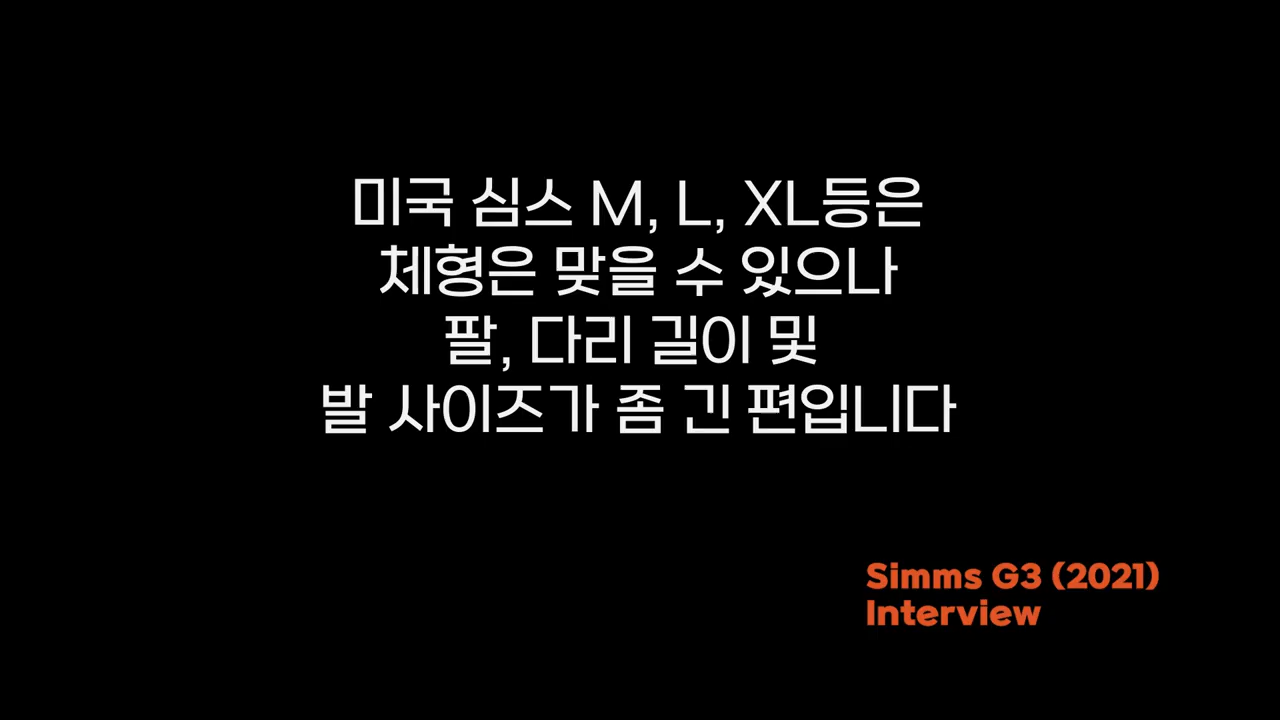 미국 심스 M, L, XL등은
체형은 맞을 수 있으나
팔, 다리 길이 및
발 사이즈가 좀 긴 편입니다
Simms G3 (2021)
Interview